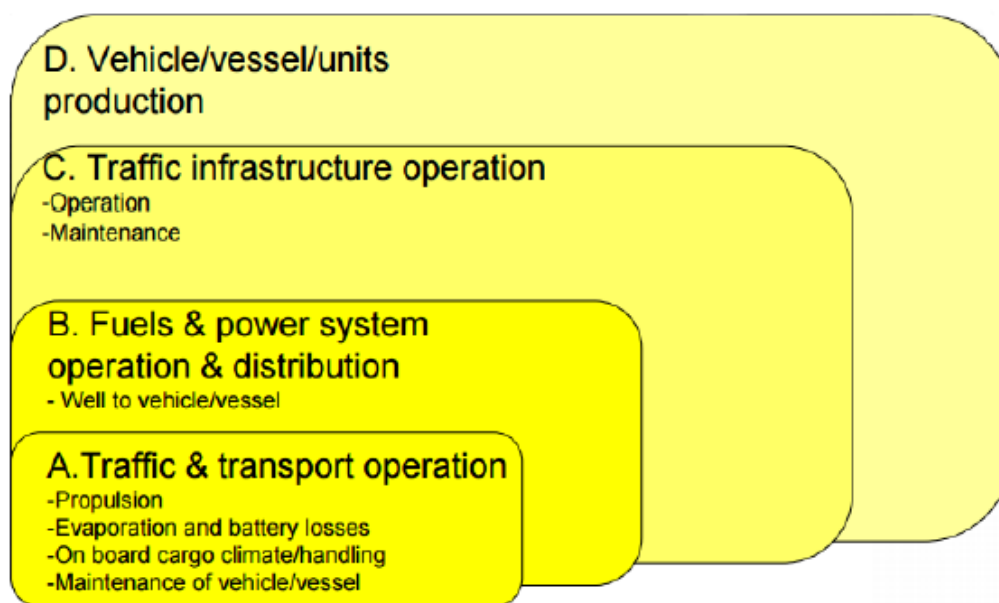 D. Vehicle/vessel/units
production
C. Traffic infrastructure operation
-Operation
-Maintenance
B. Fuels & power system
operation & distribution
- Well to vehicle/vessel
A.Traffic & transport operation
-Propulsion
-Evaporation and battery losses
-On board cargo climate/handling
-Maintenance of vehicle/vessel